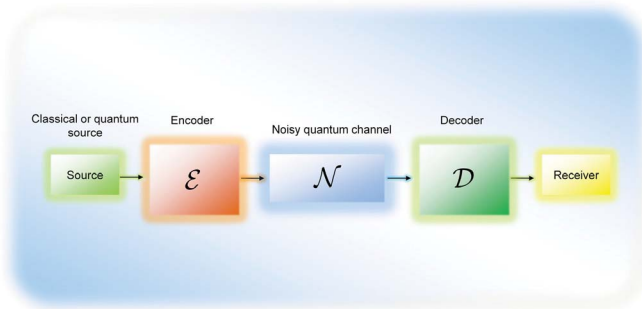 Classical or quantum
source
Encoder
Noisy quantum channel
Decoder
Source
ℰ
𝒩
𝒟
Receiver